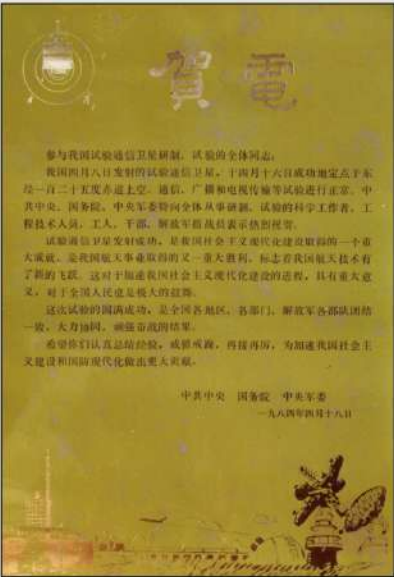 賀電
参与我国试验通信卫星研制、试验的全体同志：
我国四月八日发射的试验通信卫星，于四月十六日成功地定点于东
经一百二十五度赤道上空。通信、广播和电视传输等试验进行正常。中
共中央、国务院、中央军委特向全体从事研制、试验的科学工作者、工
程技术人员、工人、干部、解放军指战员表示热烈祝贺。
试验通信卫星发射成功，是我国社会主义现代化建设取得的一个重
大成就，是我国航天事业取得的又一重大胜利，标志着我国航天技术有
了新的飞跃。这对于加速我国社会主义现代化建设的进程，具有重大意
义，对于全国人民也是极大的鼓舞。
这次试验的圆满成功，是全国各地区、各部门、解放军各部队团结
一致，大力协同，顽强奋战的结果。
希望你们认真总结经验，戒骄戒躁，再接再厉，为加速我国社会主
义建设和国防现代化做出更大贡献。
中共中央 国务院 中央军委
一九八四年四月十八日